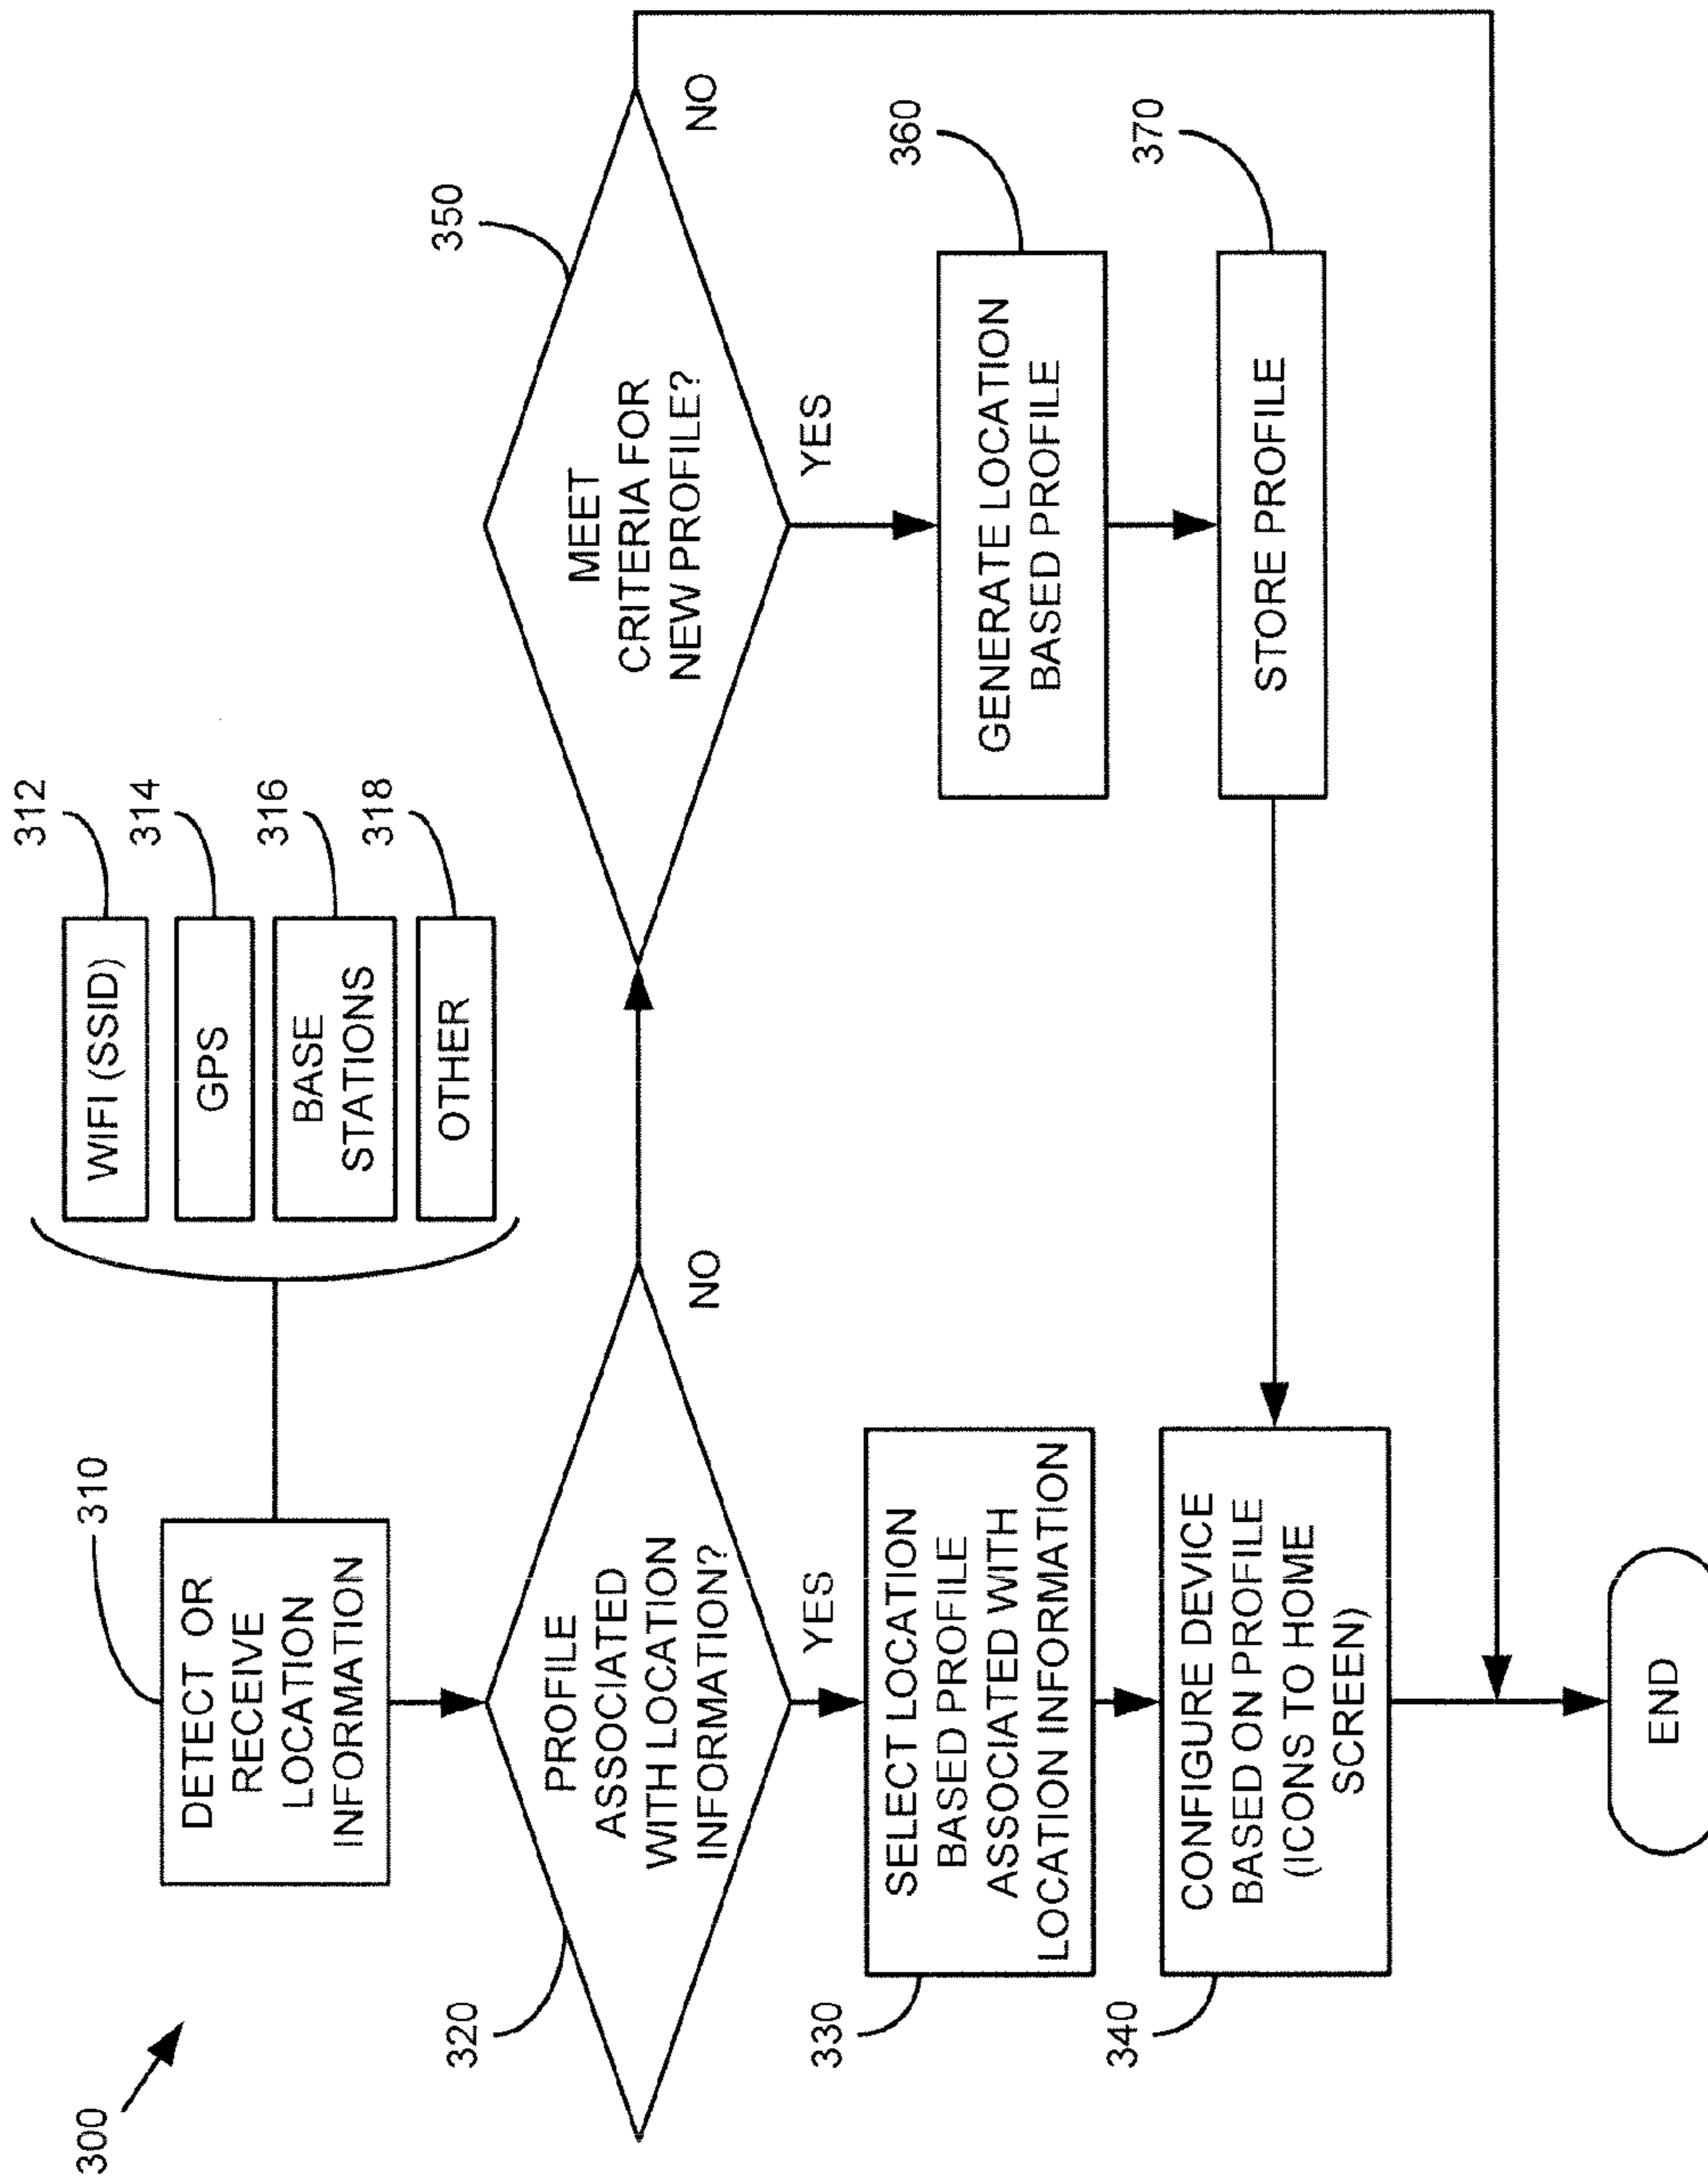 300
310
DETECT OR
RECEIVE
LOCATION
INFORMATION
312
WIFI (SSID)
314
GPS
316
BASE
STATIONS
318
OTHER
320
PROFILE
ASSOCIATED
WITH LOCATION
INFORMATION?
NO
YES
350
MEET
CRITERIA FOR
NEW PROFILE?
NO
YES
330
SELECT LOCATION
BASED PROFILE
ASSOCIATED WITH
LOCATION INFORMATION
360
GENERATE LOCATION
BASED PROFILE
340
CONFIGURE DEVICE
BASED ON PROFILE
(ICONS TO HOME
SCREEN)
370
STORE PROFILE
END